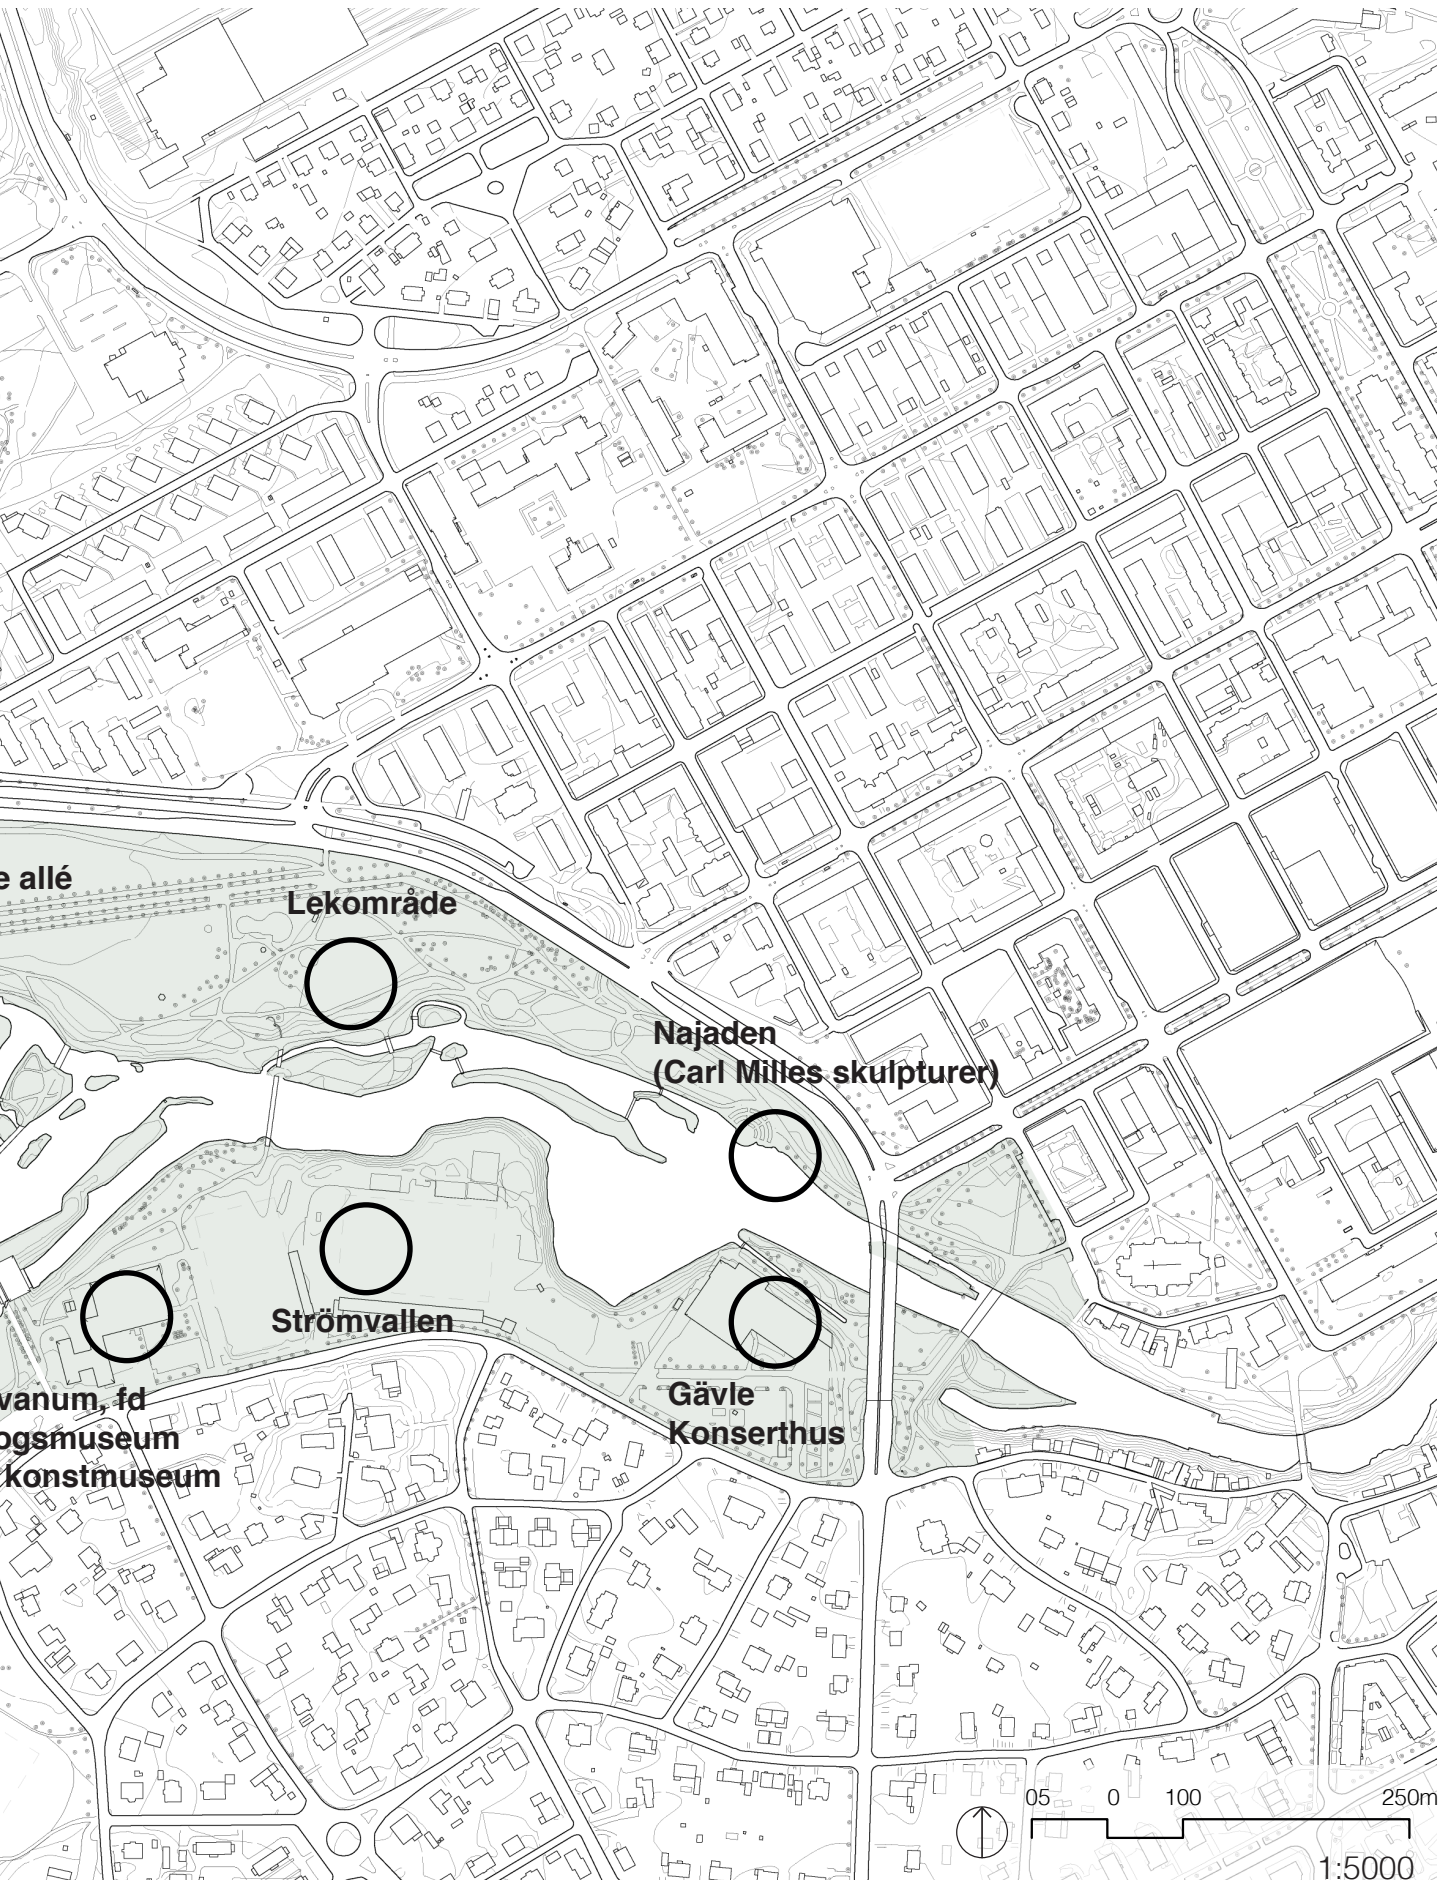 e allé
Lekområde
Najaden
(Carl Milles skulpturer)
Strömvallen
vanum, fd
ogsmuseum
konstmuseum
Gävle
Konserthus
05 0 100 250m
1:5000